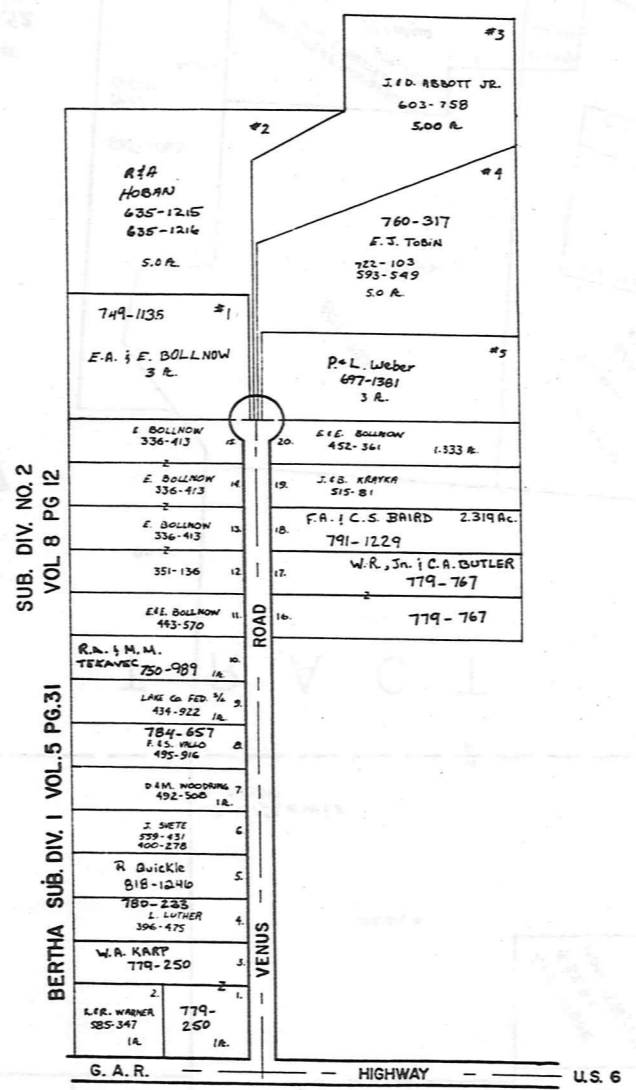 #3
J. & D. ABBOTT JR.
603-758
5.00 A.
#2
R & A
HOBAN
635-1215
635-1216
5.0 A.
#4
760-317
E. J. TOBIN
722-103
593-549
5.0 A.
749-1135 #1
E.A. & E. BOLLNOW
3 A.
#5
P & L. Weber
697-1381
3 A.
E BOLLNOW
336-413 15.
20. E & E. BOLLNOW
452-361 1.333 A.
E. BOLLNOW
336-413 14.
19. J. & B. KRAYKA
515-81
E. BOLLNOW
336-413 13.
18. F.A. & C.S. BAIRD 2.319 Ac.
791-1229
351-136 12
17. W.R., Jr. & C.A. BUTLER
779-767
E & E. BOLLNOW 11.
443-570
16. 779-767
R.A. & M.M.
TEKAVEC 750-989 1A. 10.
LAKE CO. FED. S/L 9.
434-922 1A.
784-657
F. & S. VALLO 8.
495-916
D & M. WOODRING 7.
492-508 1A.
J. SVETE 6
559-431
400-278
R Quickle 5.
818-1246
780-233
L. LUTHER 4.
396-475
W.A. KARP 3.
779-250
2.
L & R. WARNER
585-347
1A
1.
779-
250
1A.
SUB. DIV. NO. 2
VOL 8 PG 12
BERTHA SUB. DIV. 1 VOL. 5 PG. 31
VENUS ROAD
G. A. R. HIGHWAY U.S. 6